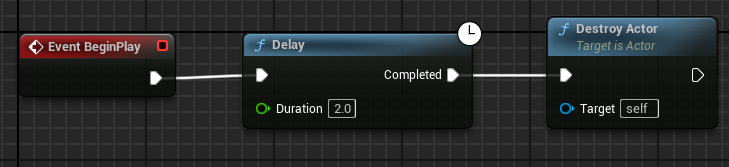 Event BeginPlay
Delay
Completed
Duration 2.0
Destroy Actor
Target is Actor
Target self